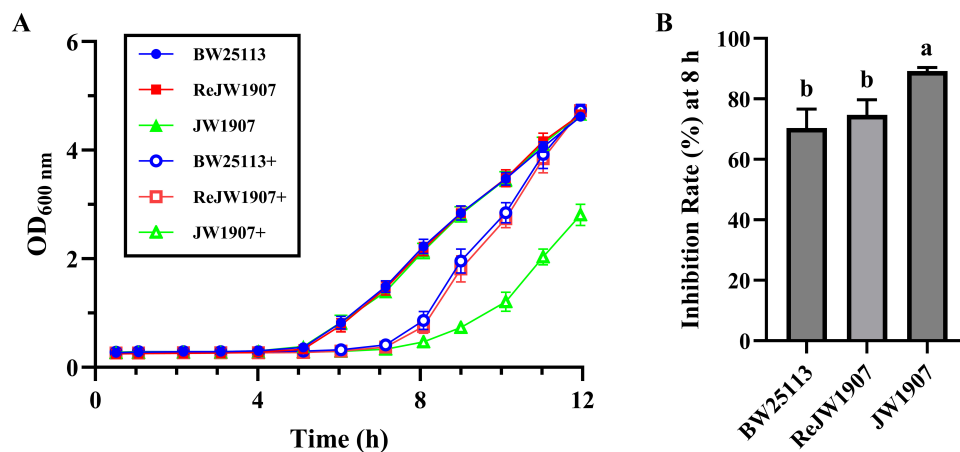 A
6
4
2
0
OD600 nm
BW25113
ReJW1907
JW1907
BW25113+
ReJW1907+
JW1907+
0
4
8
12
Time (h)
B
100
80
60
40
20
0
Inhibition Rate (%) at 8 h
b
b
a
BW25113
ReJW1907
JW1907